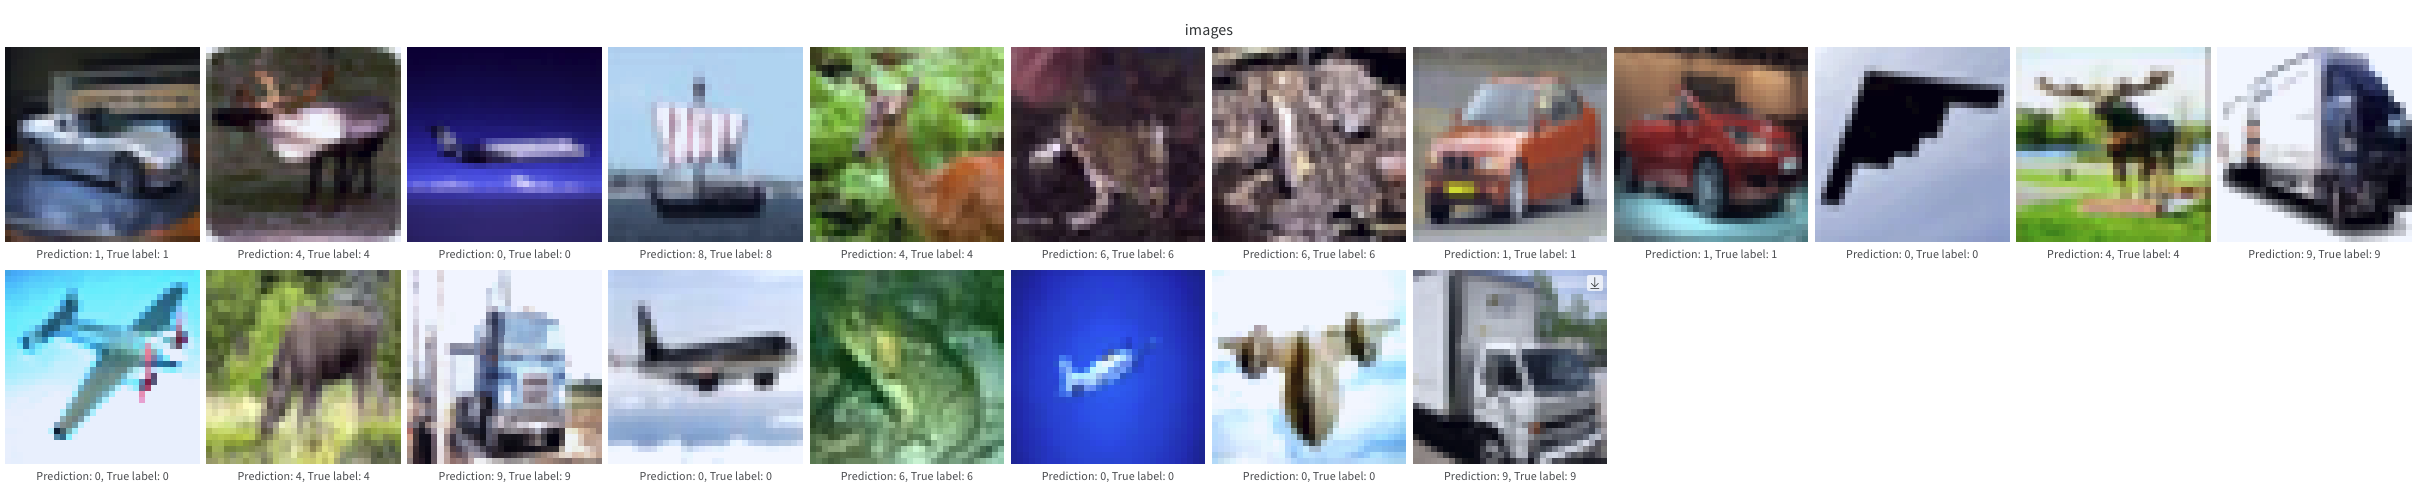 images
Prediction: 1, True label: 1
Prediction: 4, True label: 4
Prediction: 0, True label: 0
Prediction: 8, True label: 8
Prediction: 4, True label: 4
Prediction: 6, True label: 6
Prediction: 6, True label: 6
Prediction: 1, True label: 1
Prediction: 1, True label: 1
Prediction: 0, True label: 0
Prediction: 4, True label: 4
Prediction: 9, True label: 9
Prediction: 0, True label: 0
Prediction: 4, True label: 4
Prediction: 9, True label: 9
Prediction: 0, True label: 0
Prediction: 6, True label: 6
Prediction: 0, True label: 0
Prediction: 0, True label: 0
Prediction: 9, True label: 9